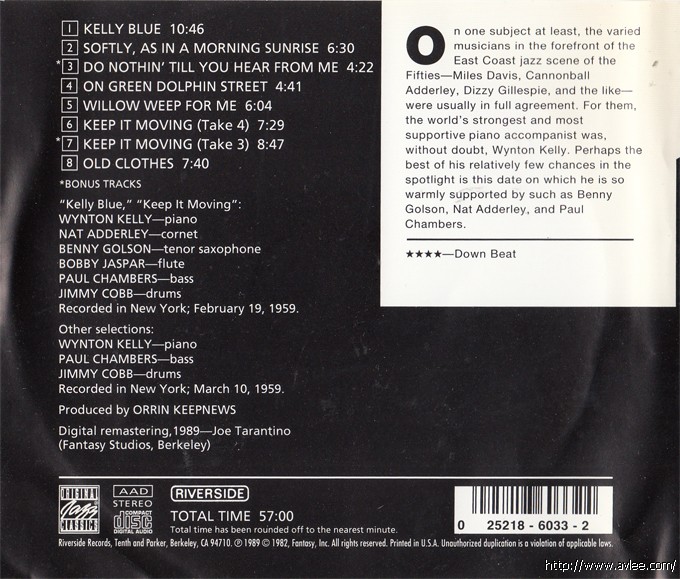 1 KELLY BLUE 10:46
2 SOFTLY, AS IN A MORNING SUNRISE 6:30
*3 DO NOTHIN' TILL YOU HEAR FROM ME 4:22
4 ON GREEN DOLPHIN STREET 4:41
5 WILLOW WEEP FOR ME 6:04
6 KEEP IT MOVING (Take 4) 7:29
*7 KEEP IT MOVING (Take 3) 8:47
8 OLD CLOTHES 7:40
*BONUS TRACKS
"Kelly Blue," "Keep It Moving":
WYNTON KELLY—piano
NAT ADDERLEY—cornet
BENNY GOLSON—tenor saxophone
BOBBY JASPAR—flute
PAUL CHAMBERS—bass
JIMMY COBB—drums
Recorded in New York; February 19, 1959.
Other selections:
WYNTON KELLY—piano
PAUL CHAMBERS—bass
JIMMY COBB—drums
Recorded in New York; March 10, 1959.
Produced by ORRIN KEEPNEWS
Digital remastering,1989—Joe Tarantino
(Fantasy Studios, Berkeley)
On one subject at least, the varied
musicians in the forefront of the
East Coast jazz scene of the
Fifties—Miles Davis, Cannonball
Adderley, Dizzy Gillespie, and the like—
were usually in full agreement. For them,
the world's strongest and most
supportive piano accompanist was,
without doubt, Wynton Kelly. Perhaps the
best of his relatively few chances in the
spotlight is this date on which he is so
warmly supported by such as Benny
Golson, Nat Adderley, and Paul
Chambers.
★★★★—Down Beat
ORIGINAL
Jazz
CLASSICS
AAD
STEREO
COMPACT
disc
DIGITAL AUDIO
RIVERSIDE
TOTAL TIME 57:00
Total time has been rounded off to the nearest minute.
0 25218-6033-2
Riverside Records, Tenth and Parker, Berkeley, CA 94710. ℗ 1989 © 1982, Fantasy, Inc. All rights reserved. Printed in U.S.A. Unauthorized duplication is a violation of applicable laws.
http://www.avlee.com/